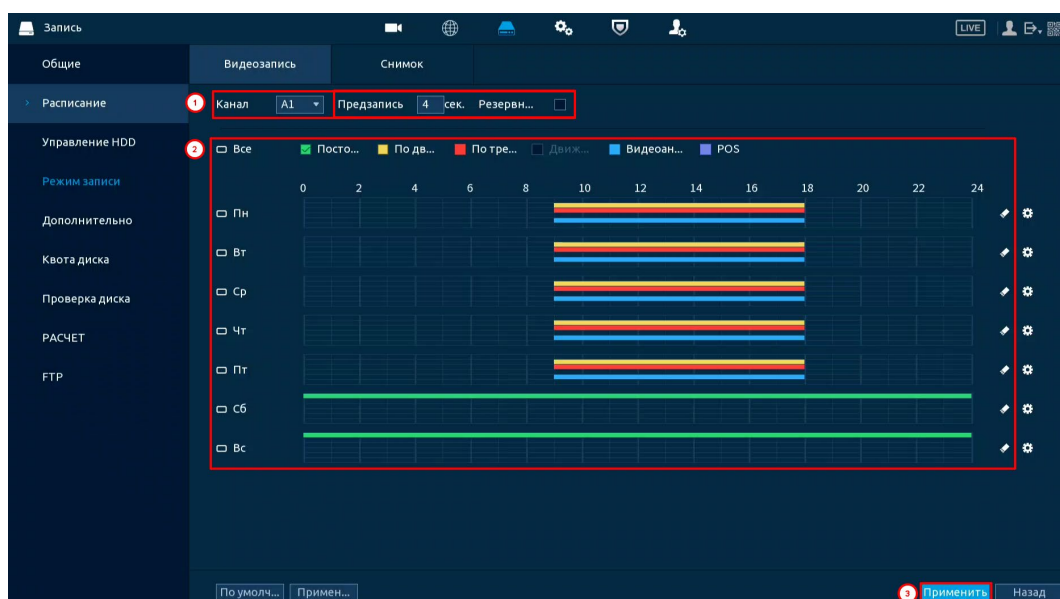 Запись LIVE
Общие
Расписание
Управление HDD
Режим записи
Дополнительно
Квота диска
Проверка диска
РАСЧЕТ
FTP
Видеозапись Снимок
1 Канал A1 Предзапись 4 сек. Резервн...
2 Все Посто... По дв... По тре... Движ... Видеоан... POS
0 2 4 6 8 10 12 14 16 18 20 22 24
Пн
Вт
Ср
Чт
Пт
Сб
Вс
По умолч... Примен... 3 Применить Назад